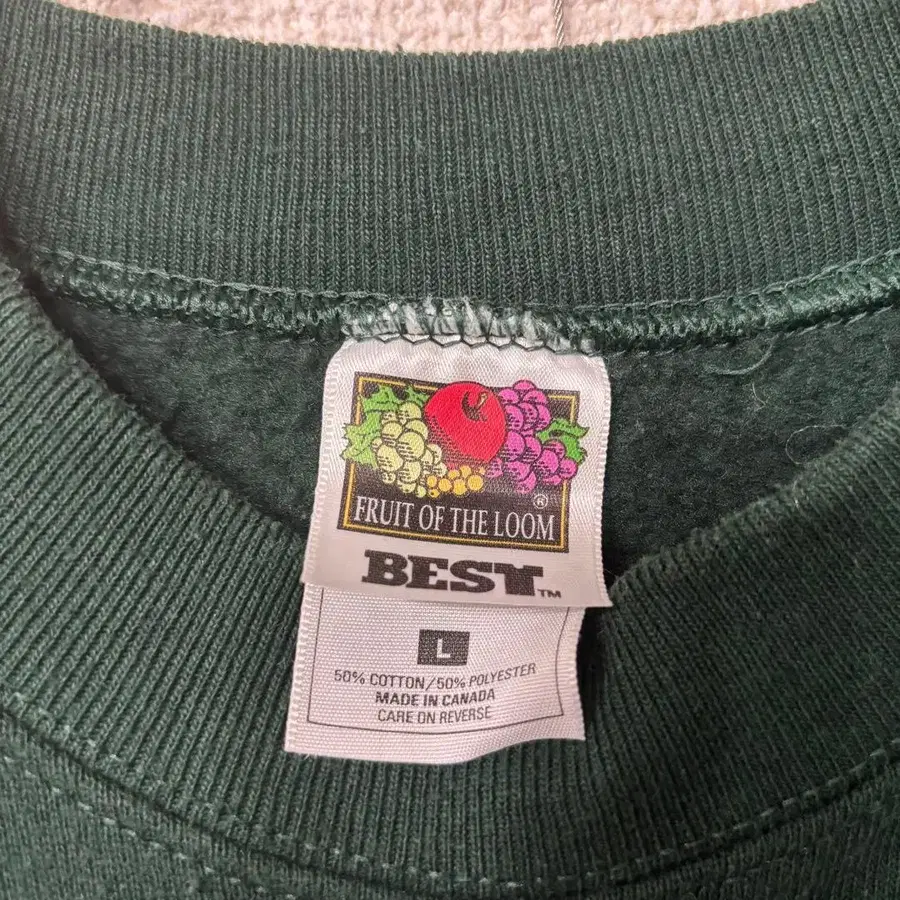 ®
FRUIT OF THE LOOM
BEST™
L
50% COTTON/50% POLYESTER
MADE IN CANADA
CARE ON REVERSE